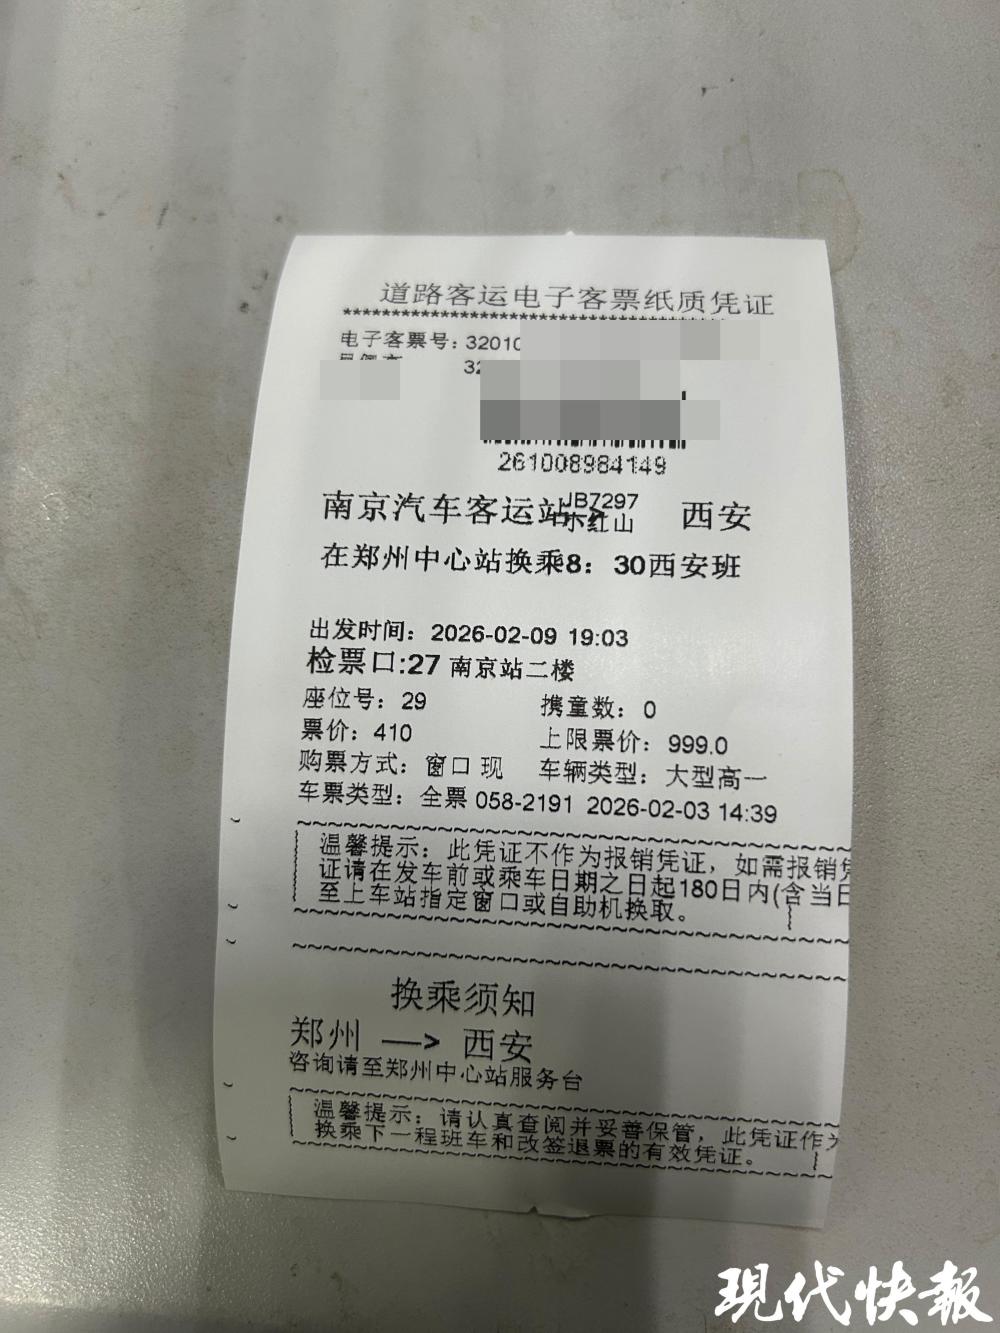 道路客运电子客票纸质凭证
************************************
电子客票号: 32010
32
261008984149
南京汽车客运站 JB7297 西安
小红山
在郑州中心站换乘8: 30西安班
出发时间: 2026-02-09 19:03
检票口:27 南京站二楼
座位号: 29 携童数: 0
票价: 410 上限票价: 999.0
购票方式: 窗口 现 车辆类型: 大型高一
车票类型: 全票 058-2191 2026-02-03 14:39
温馨提示: 此凭证不作为报销凭证, 如需报销凭
证请在发车前或乘车日期之日起180日内(含当日
至上车站指定窗口或自助机换取。
换乘须知
郑州 —> 西安
咨询请至郑州中心站服务台
温馨提示: 请认真查阅并妥善保管, 此凭证作为
换乘下一程班车和改签退票的有效凭证。
现代快報